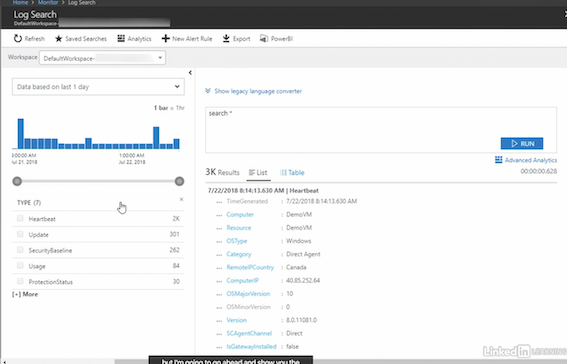 Home > Monitor > Log Search
Log Search
DefaultWorkspace-
Refresh Saved Searches Analytics New Alert Rule Export PowerBI
Workspace DefaultWorkspace-
Data based on last 1 day
1 bar = 1hr
3:00:00 AM 1:00:00 AM
Jul 21, 2018 Jul 22, 2018
TYPE (7)
Heartbeat 2K
Update 301
SecurityBaseline 262
Usage 84
ProtectionStatus 30
[+] More
Show legacy language converter
search *
RUN
Advanced Analytics
3K Results List Table 00:00:00.628
7/22/2018 8:14:13.630 AM | Heartbeat
... TimeGenerated : 7/22/2018 8:14:13.630 AM
... Computer : DemoVM
... Resource : DemoVM
... OSType : Windows
... Category : Direct Agent
... RemoteIPCountry : Canada
... ComputerIP : 40.85.252.64
... OSMajorVersion : 10
... OSMinorVersion : 0
... Version : 8.0.11081.0
... SCAgentChannel : Direct
... IsGatewayInstalled : false
LinkedIn LEARNING
but I'm going to go ahead and show you the